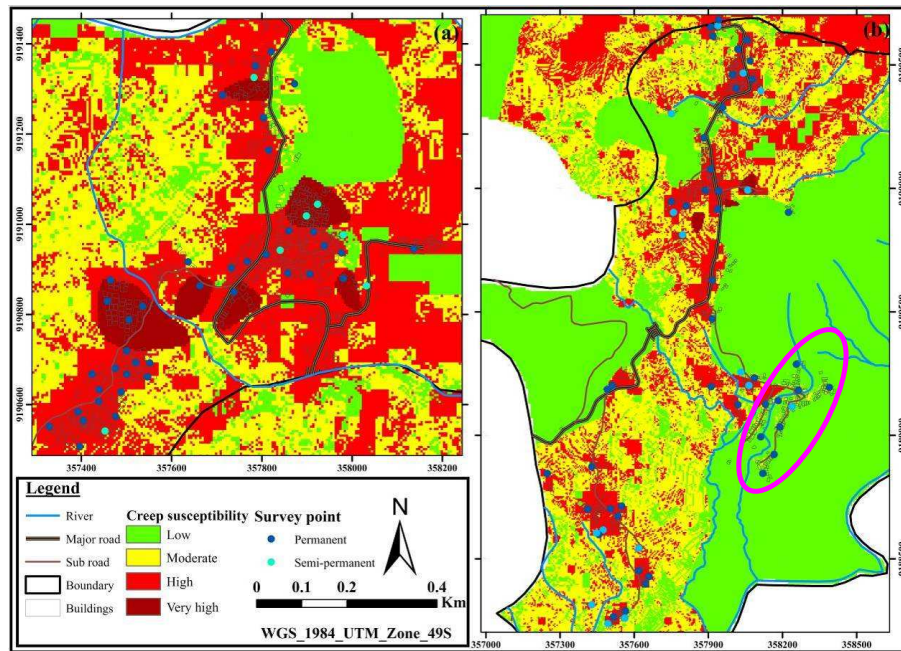 (a)
(b)
9191400
9191200
9191000
9190800
9190600
357400 357600 357800 358000 358200
357000 357300 357600 357900 358200 358500
Legend
River
Major road
Sub road
Boundary
Buildings
Creep susceptibility
Low
Moderate
High
Very high
Survey point
Permanent
Semi-permanent
N
0 0.2 0.4
Km
WGS_1984_UTM_Zone_49S